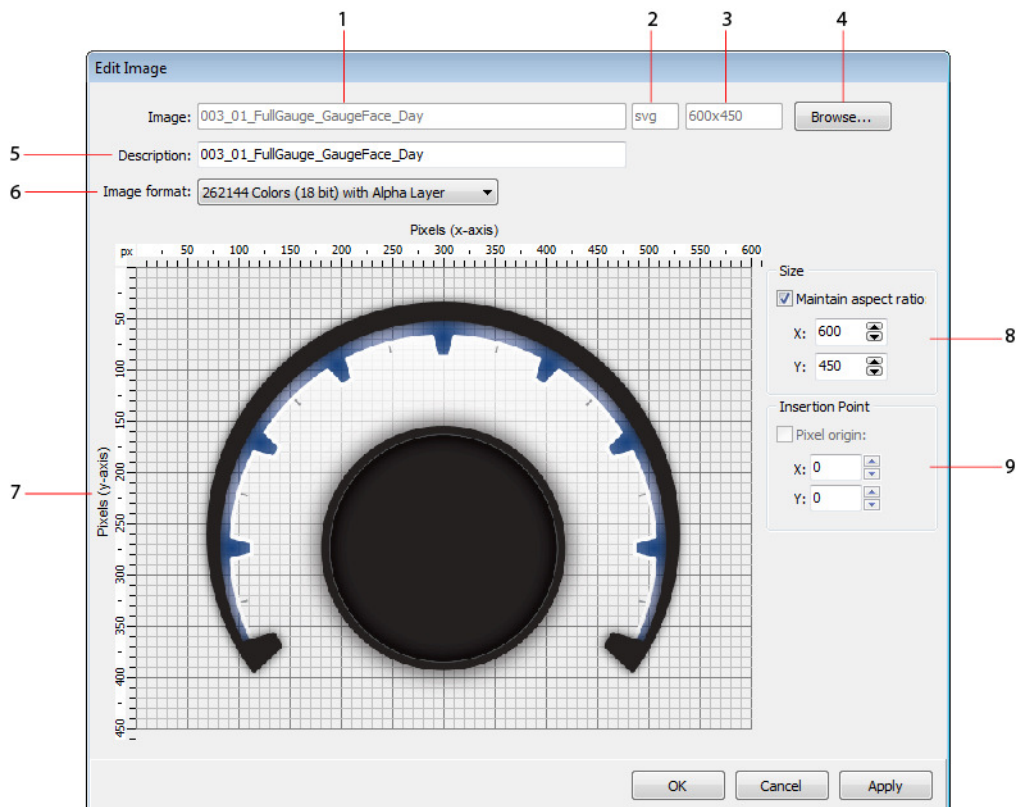 1 2 3 4
Edit Image
Image: 003_01_FullGauge_GaugeFace_Day svg 600x450 Browse...
5 Description: 003_01_FullGauge_GaugeFace_Day
6 Image format: 262144 Colors (18 bit) with Alpha Layer
Pixels (x-axis)
px 50 100 150 200 250 300 350 400 450 500 550 600
Size
Maintain aspect ratio
X: 600
Y: 450
8
Insertion Point
Pixel origin:
X: 0
Y: 0
9
7
Pixels (y-axis)
50 100 150 200 250 300 350 400 450
OK Cancel Apply